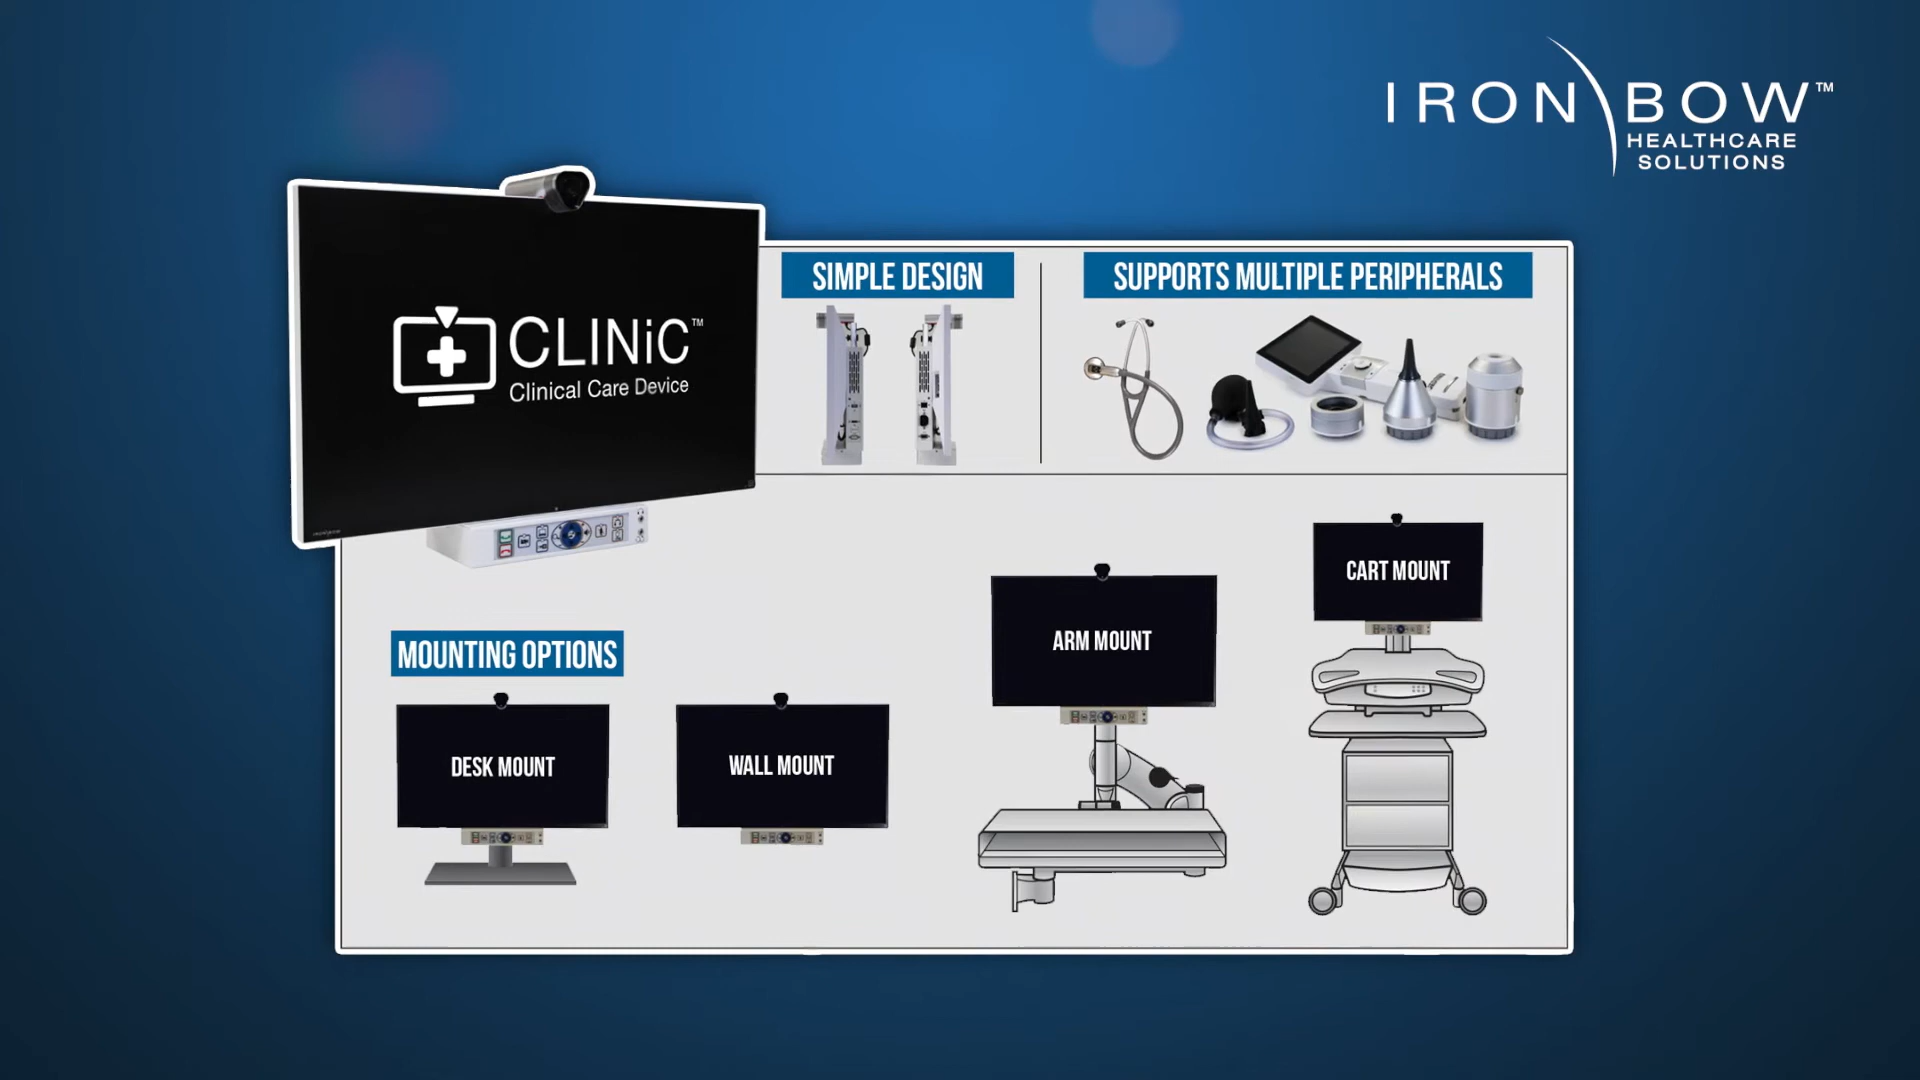 IRON BOW™
HEALTHCARE
SOLUTIONS
CLINiC™
Clinical Care Device
SIMPLE DESIGN
SUPPORTS MULTIPLE PERIPHERALS
MOUNTING OPTIONS
DESK MOUNT
WALL MOUNT
ARM MOUNT
CART MOUNT